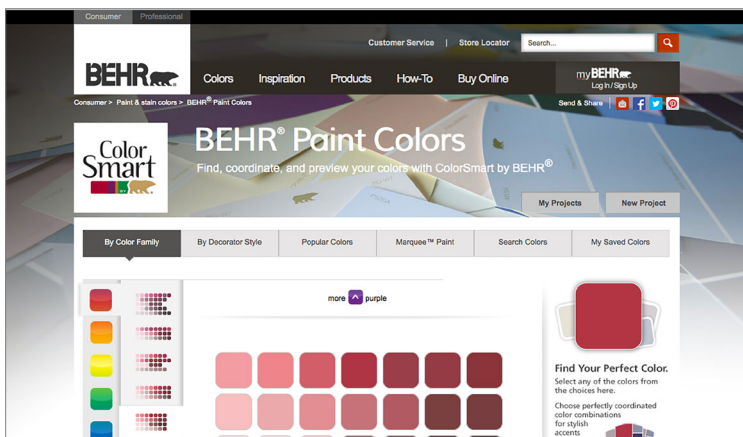 Consumer Professional
Customer Service | Store Locator Search...
BEHR
Colors Inspiration Products How-To Buy Online
myBEHR
Log In / Sign Up
Consumer > Paint & stain colors > BEHR® Paint Colors
Send & Share
Color
Smart
BY
BEHR® Paint Colors
Find, coordinate, and preview your colors with ColorSmart by BEHR®
My Projects New Project
By Color Family By Decorator Style Popular Colors Marquee™ Paint Search Colors My Saved Colors
more purple
Find Your Perfect Color.
Select any of the colors from
the choices here.
Choose perfectly coordinated
color combinations
for stylish
accents